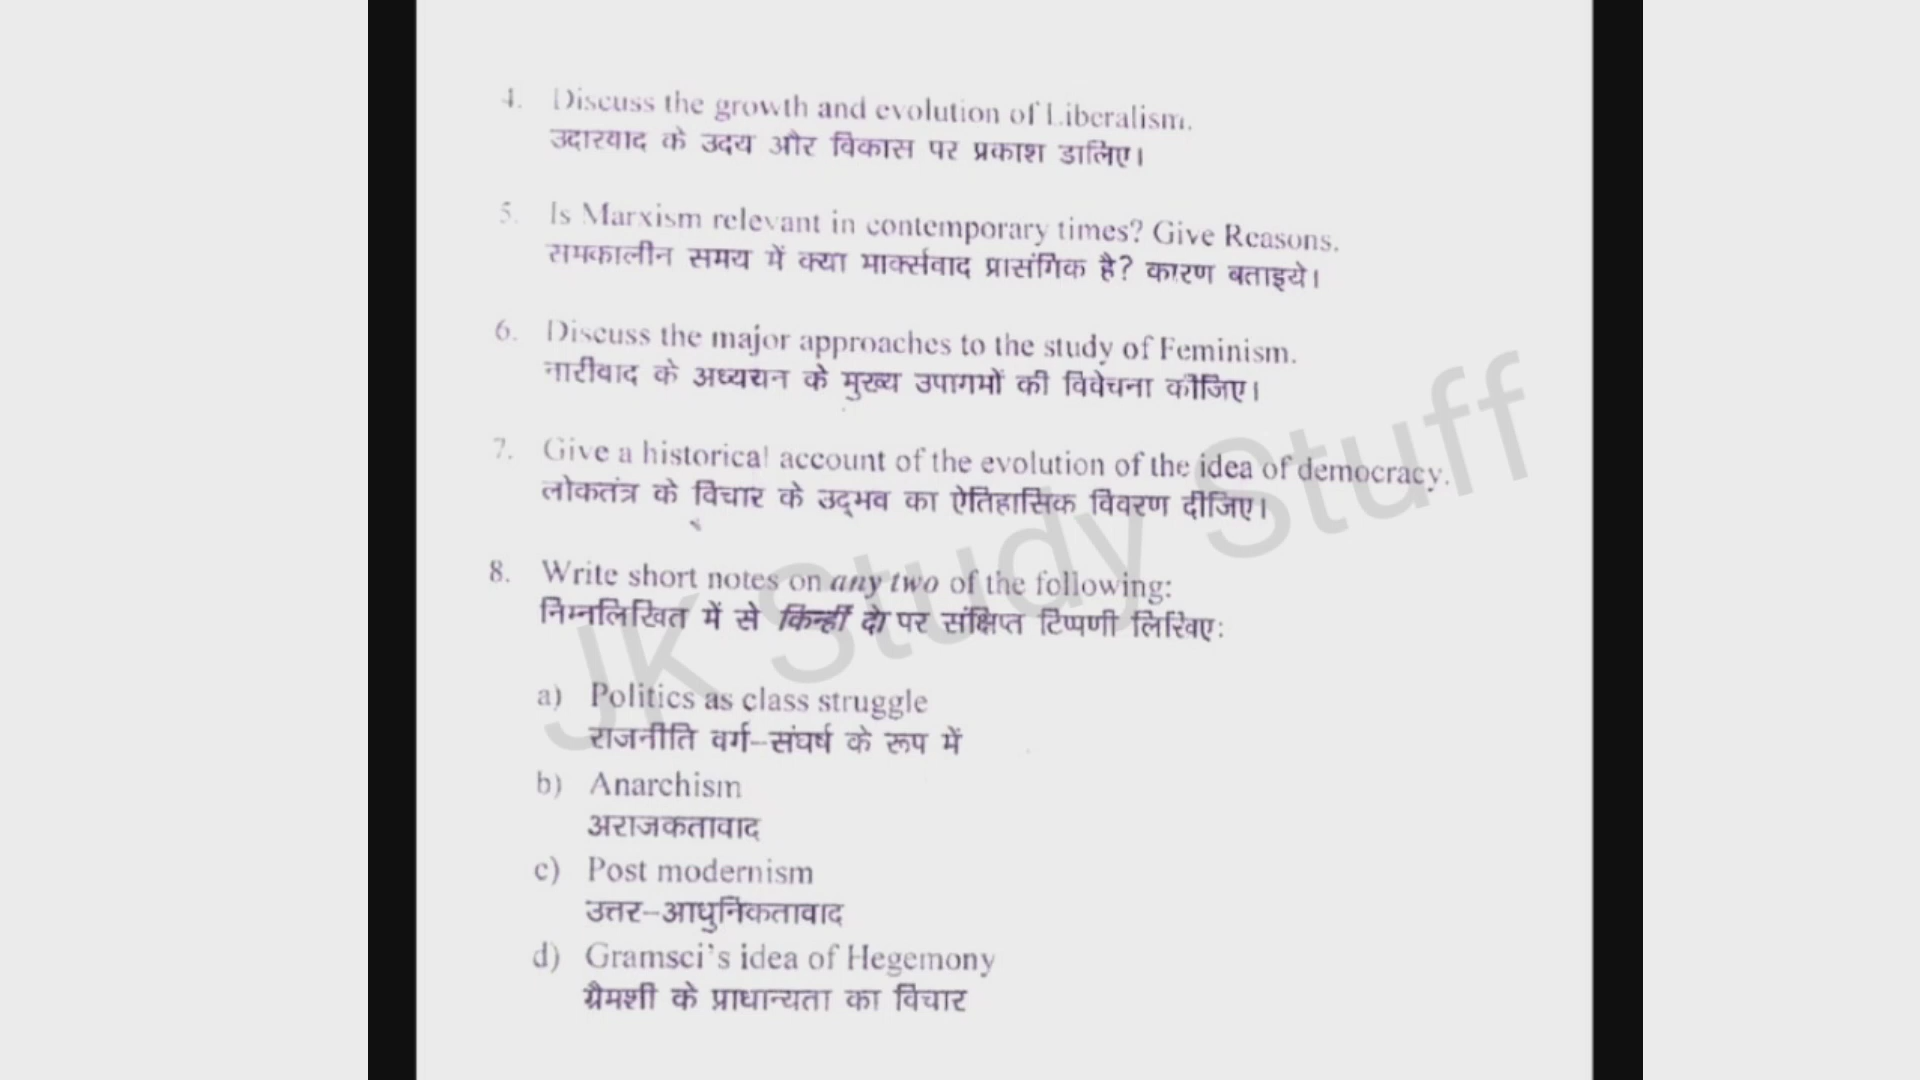 4. Discuss the growth and evolution of Liberalism.
उदारवाद के उदय और विकास पर प्रकाश डालिए।
5. Is Marxism relevant in contemporary times? Give Reasons.
समकालीन समय में क्या मार्क्सवाद प्रासंगिक है? कारण बताइये।
6. Discuss the major approaches to the study of Feminism.
नारीवाद के अध्ययन के मुख्य उपागमों की विवेचना कीजिए।
7. Give a historical account of the evolution of the idea of democracy.
लोकतंत्र के विचार के उद्भव का ऐतिहासिक विवरण दीजिए।
8. Write short notes on any two of the following:
निम्नलिखित में से किन्हीं दो पर संक्षिप्त टिप्पणी लिखिए:
a) Politics as class struggle
राजनीति वर्ग-संघर्ष के रूप में
b) Anarchism
अराजकतावाद
c) Post modernism
उत्तर-आधुनिकतावाद
d) Gramsci's idea of Hegemony
ग्रैमशी के प्राधान्यता का विचार
JK Study Stuff